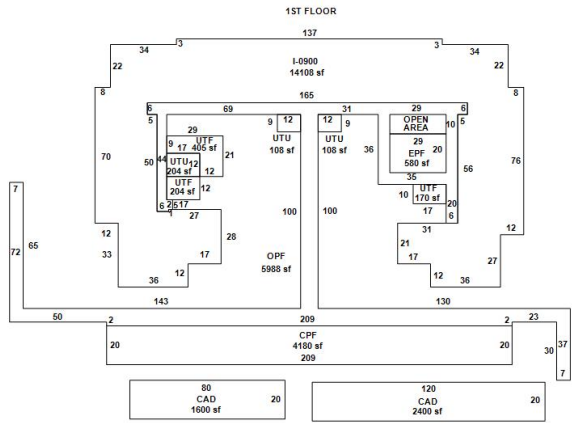 1ST FLOOR
137
34 3 3 34
I-0900
14108 sf
22 22
8 8
165
6 6
69 31 29
5 9 12 12 9 OPEN AREA 10 5
29 UTU 108 sf UTU 108 sf 29
9 UTF 405 sf
17 21
36 EPF 580 sf 20
70 50 44 UTU 204 sf 12 12 56 76
35
UTF 204 sf 12
10 UTF 170 sf 20
6 2 5 17 17 6
1 27 100 100 31
7
12 28 21 12
72 65 33 OPF 5988 sf 27
17 17
12 12
36 36
143 130
50 2 209 2 23
CPF
20 4180 sf 20 30 37
209
7
80 120
CAD 20 CAD 20
1600 sf 2400 sf